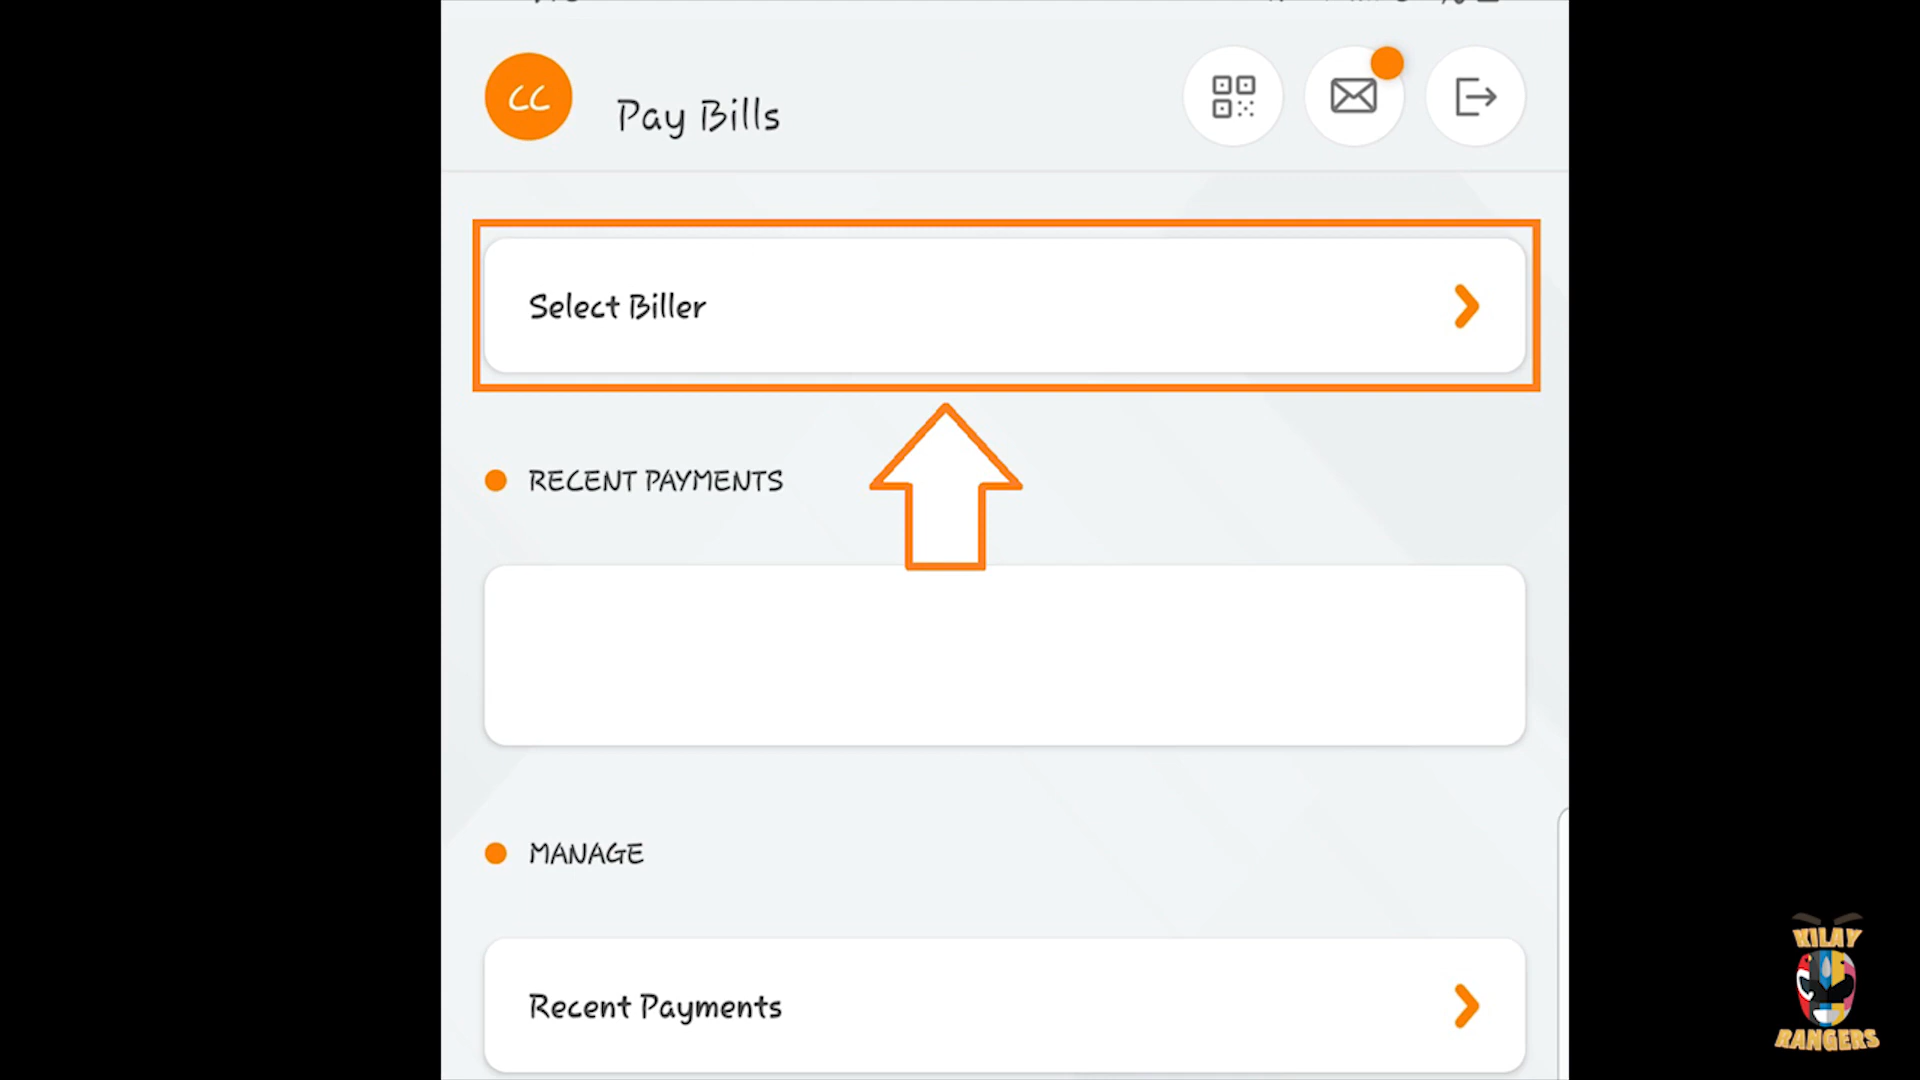 CC
Pay Bills
Select Biller
RECENT PAYMENTS
MANAGE
Recent Payments
KILAY
RANGERS